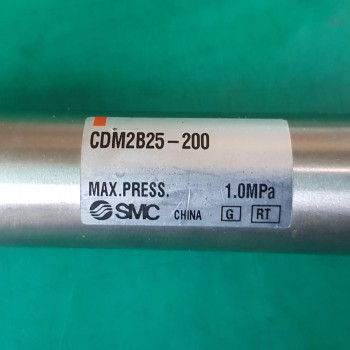 CDM2B25-200
MAX.PRESS. 1.0MPa
SMC CHINA G RT